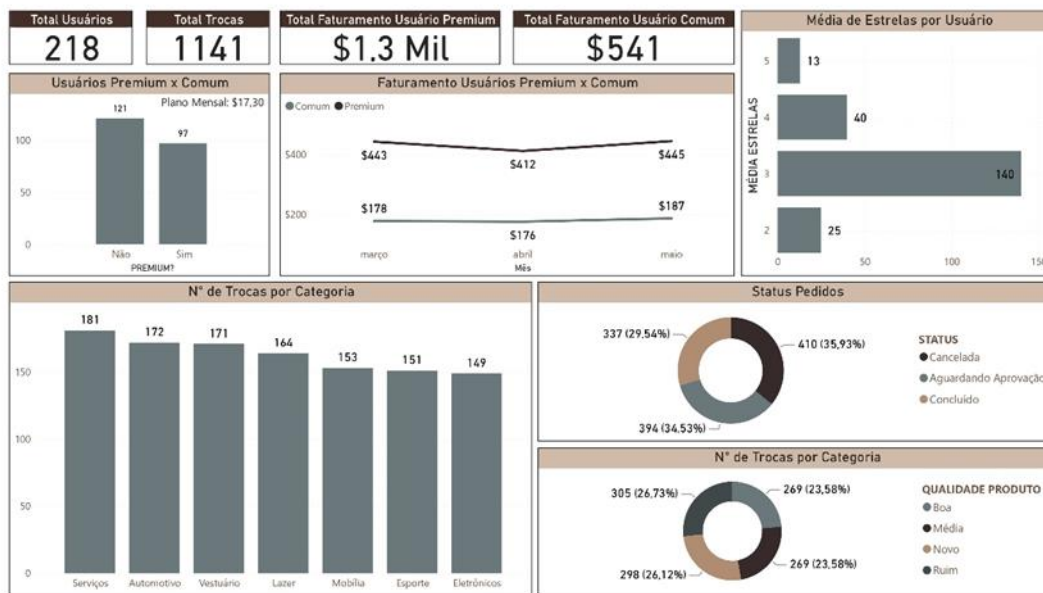 Total Usuários
218
Total Trocas
1141
Total Faturamento Usuário Premium
$1.3 Mil
Total Faturamento Usuário Comum
$541
Usuários Premium x Comum
Plano Mensal: $17,30
121
97
100
50
0
Não
Sim
PREMIUM?
Faturamento Usuários Premium x Comum
Comum
Premium
$400
$200
$443
$412
$445
$178
$176
$187
março
abril
maio
Mês
Média de Estrelas por Usuário
MÉDIA ESTRELAS
5
13
4
40
3
140
2
25
0
50
100
150
N° de Trocas por Categoria
181
172
171
164
153
151
149
150
100
50
0
Serviços
Automotivo
Vestuário
Lazer
Mobília
Esporte
Eletrônicos
Status Pedidos
337 (29,54%)
410 (35,93%)
394 (34,53%)
STATUS
Cancelada
Aguardando Aprovação
Concluído
N° de Trocas por Categoria
305 (26,73%)
269 (23,58%)
298 (26,12%)
269 (23,58%)
QUALIDADE PRODUTO
Boa
Média
Novo
Ruim